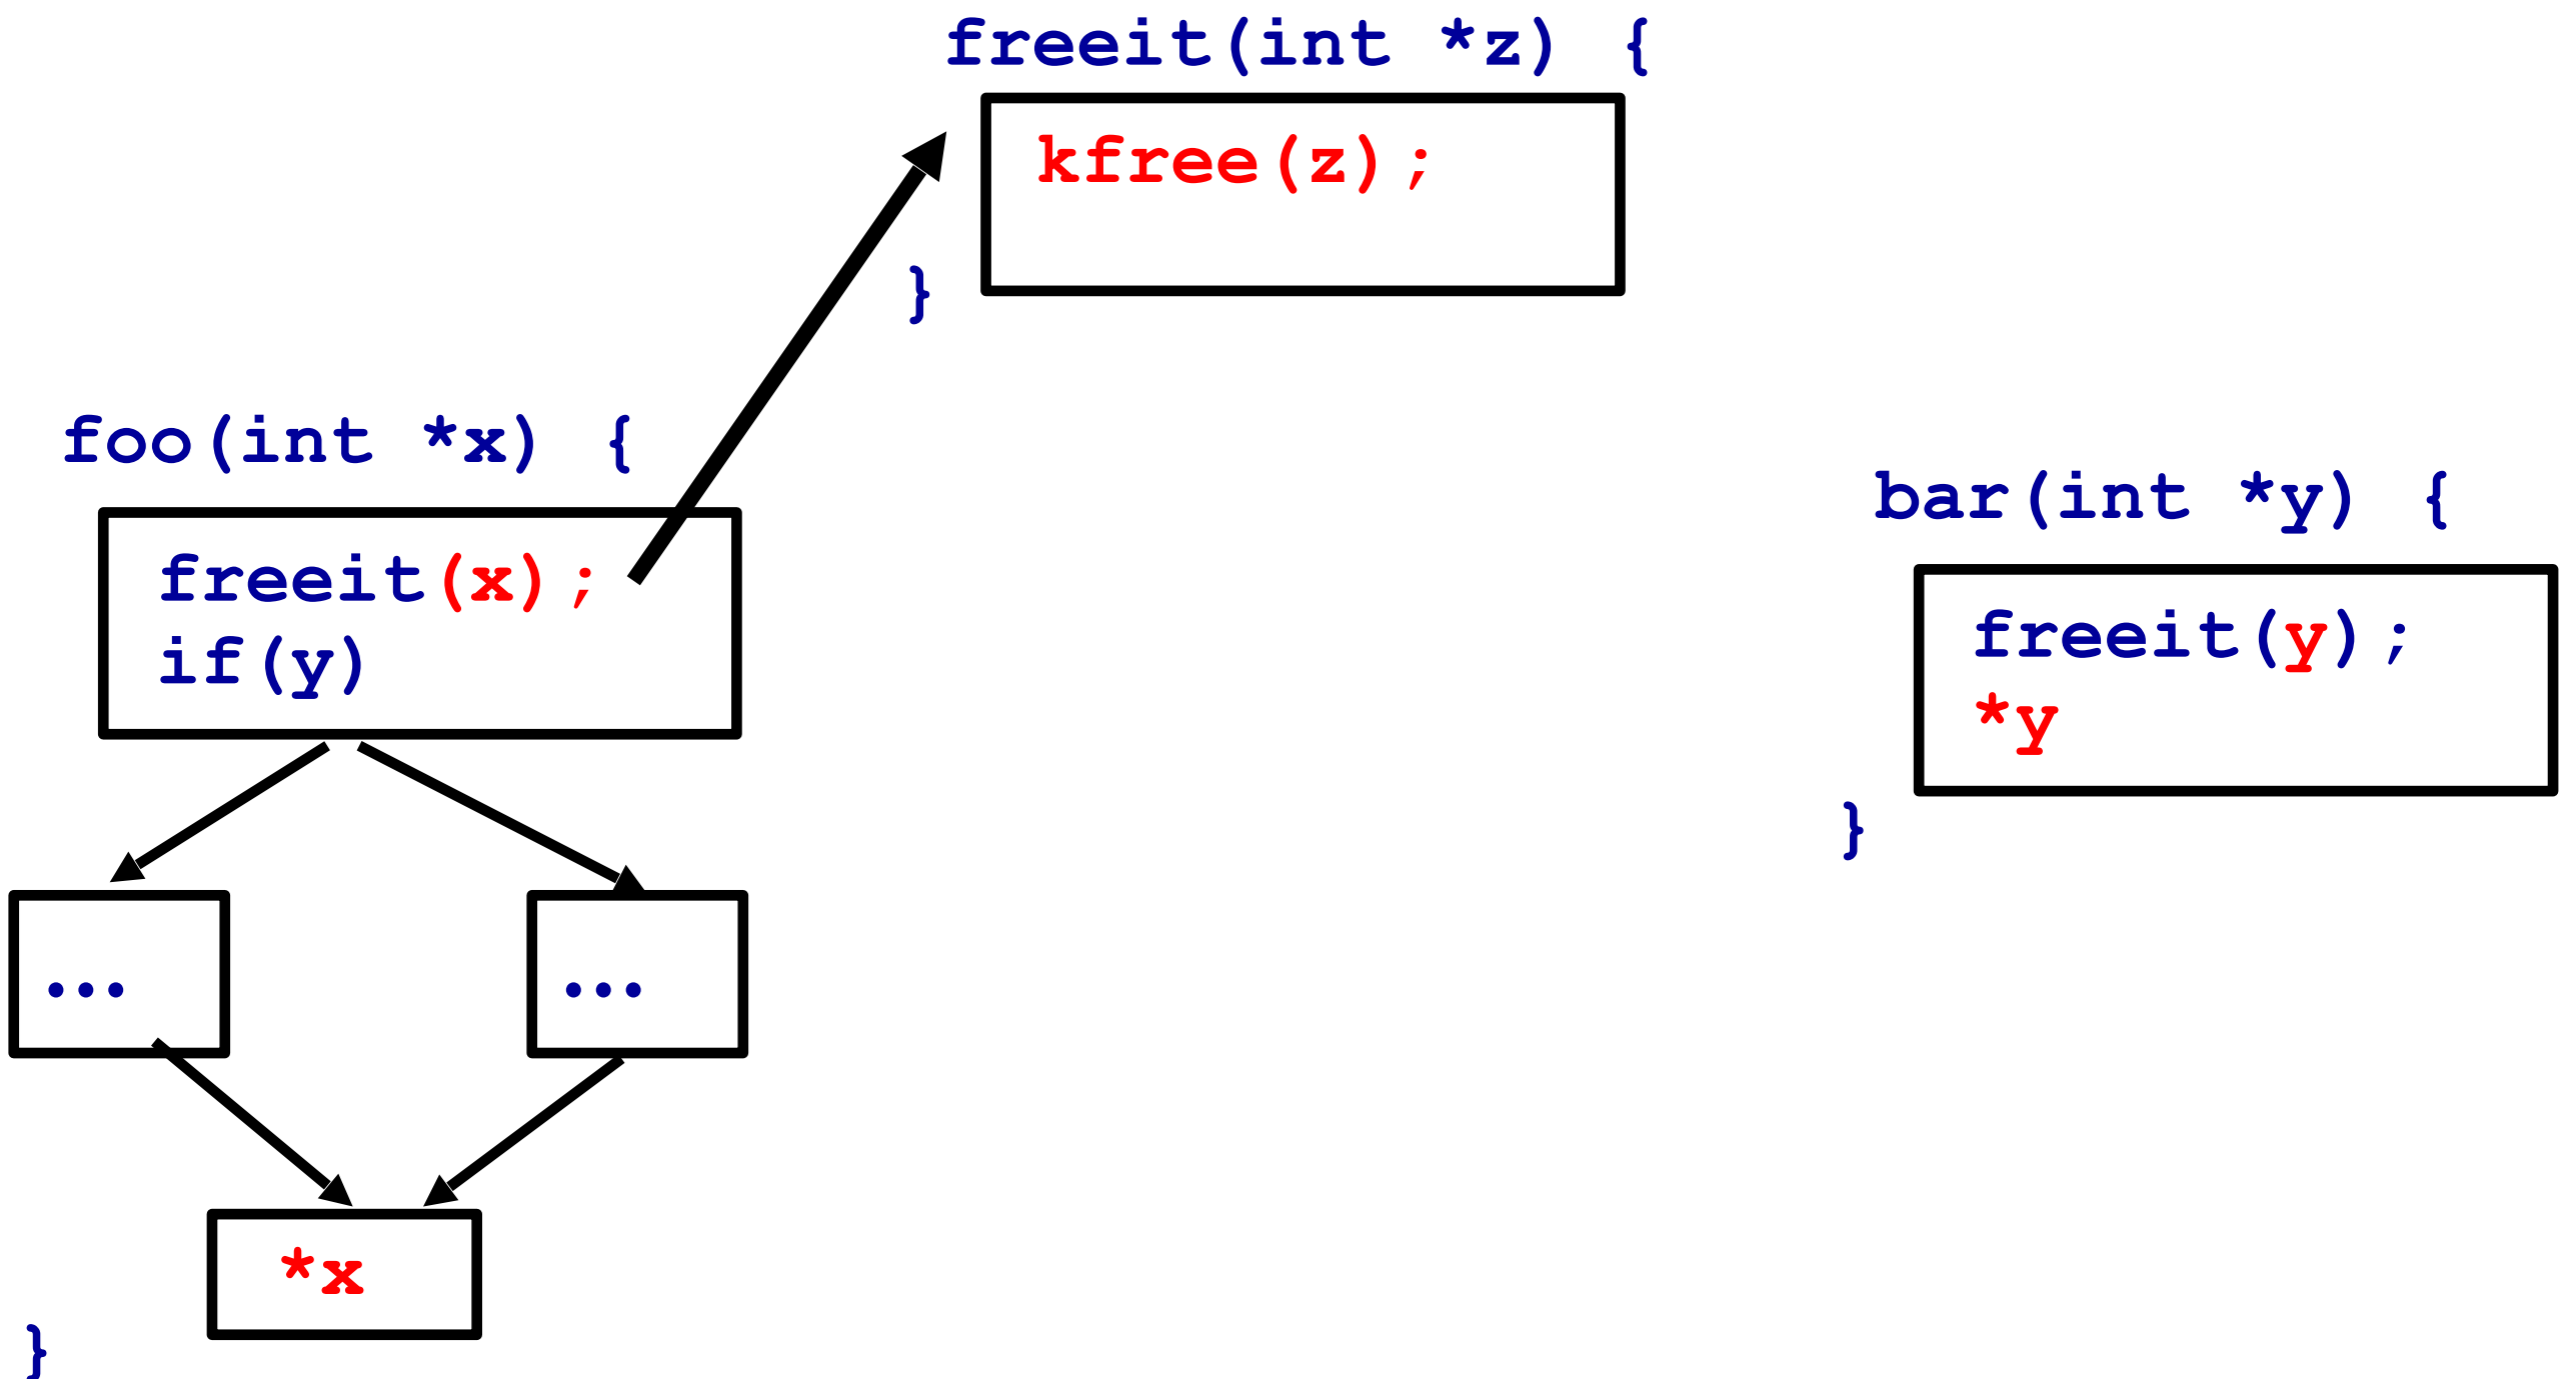 freeit(int *z) {
kfree(z);
}
foo(int *x) {
freeit(x);
if(y)
...
...
*x
}
bar(int *y) {
freeit(y);
*y
}